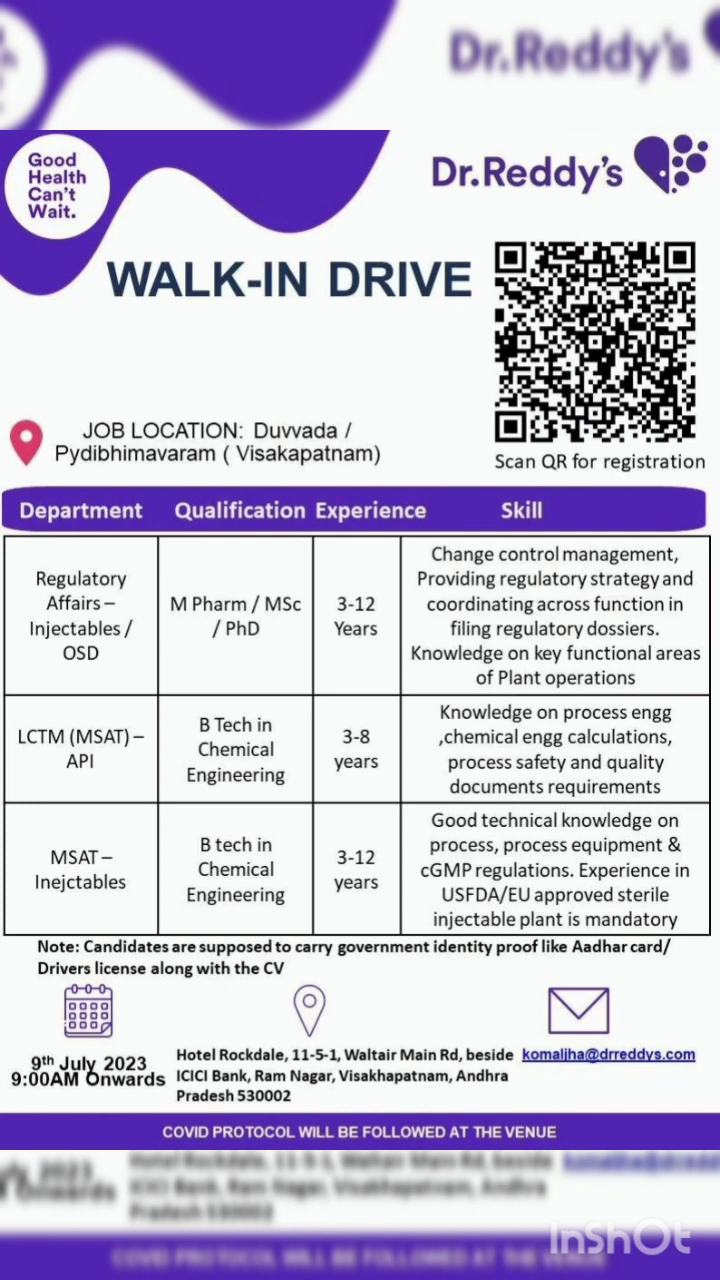 Dr.Reddy's
Good
Health
Can't
Wait.
Dr.Reddy's
WALK-IN DRIVE
JOB LOCATION: Duvvada /
Pydibhimavaram ( Visakapatnam)
Scan QR for registration
Department Qualification Experience Skill
Regulatory
Affairs –
Injectables /
OSD
M Pharm / MSc
/ PhD
3-12
Years
Change control management,
Providing regulatory strategy and
coordinating across function in
filing regulatory dossiers.
Knowledge on key functional areas
of Plant operations
LCTM (MSAT) –
API
B Tech in
Chemical
Engineering
3-8
years
Knowledge on process engg
,chemical engg calculations,
process safety and quality
documents requirements
MSAT –
Inejctables
B tech in
Chemical
Engineering
3-12
years
Good technical knowledge on
process, process equipment &
cGMP regulations. Experience in
USFDA/EU approved sterile
injectable plant is mandatory
Note: Candidates are supposed to carry government identity proof like Aadhar card/
Drivers license along with the CV
9th July 2023
9:00AM Onwards
Hotel Rockdale, 11-5-1, Waltair Main Rd, beside
ICICI Bank, Ram Nagar, Visakhapatnam, Andhra
Pradesh 530002
komaljha@drreddys.com
COVID PROTOCOL WILL BE FOLLOWED AT THE VENUE
InShOt